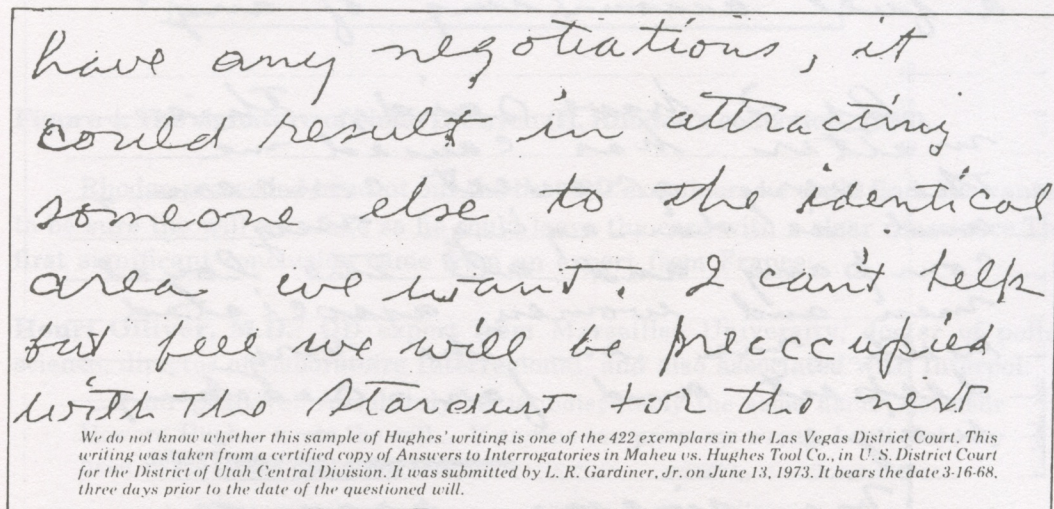 have any negotiations, it
could result in attracting
someone else to the identical
area we want. I can't help
but feel we will be preoccupied
with the Stardust for the next
We do not know whether this sample of Hughes' writing is one of the 422 exemplars in the Las Vegas District Court. This
writing was taken from a certified copy of Answers to Interrogatories in Maheu vs. Hughes Tool Co., in U. S. District Court
for the District of Utah Central Division. It was submitted by L. R. Gardiner, Jr. on June 13, 1973. It bears the date 3-16-68,
three days prior to the date of the questioned will.